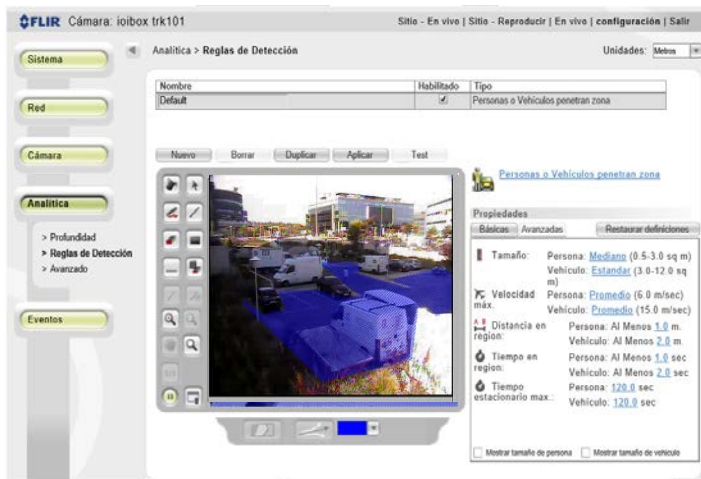 FLIR Cámara: ioibox trk101
Sitio - En vivo | Sitio - Reproducir | En vivo | configuración | Salir
Sistema
Red
Cámara
Analítica
> Profundidad
> Reglas de Detección
> Avanzado
Eventos
Analítica > Reglas de Detección
Unidades: Metros
Nombre Habilitado Tipo
Default Personas o Vehículos penetran zona
Nuevo Borrar Duplicar Aplicar Test
Personas o Vehículos penetran zona
Propiedades
Básicas Avanzadas Restaurar definiciones
Tamaño: Persona: Mediano (0.5-3.0 sq m)
Vehículo: Estandar (3.0-12.0 sq m)
Velocidad máx. Persona: Promedio (6.0 m/sec)
Vehículo: Promedio (15.0 m/sec)
Distancia en region: Persona: Al Menos 1.0 m.
Vehículo: Al Menos 2.0 m.
Tiempo en region: Persona: Al Menos 1.0 sec
Vehículo: Al Menos 2.0 sec
Tiempo estacionario max.: Persona: 120.0 sec
Vehículo: 120.0 sec
Mostrar tamaño de persona Mostrar tamaño de vehículo